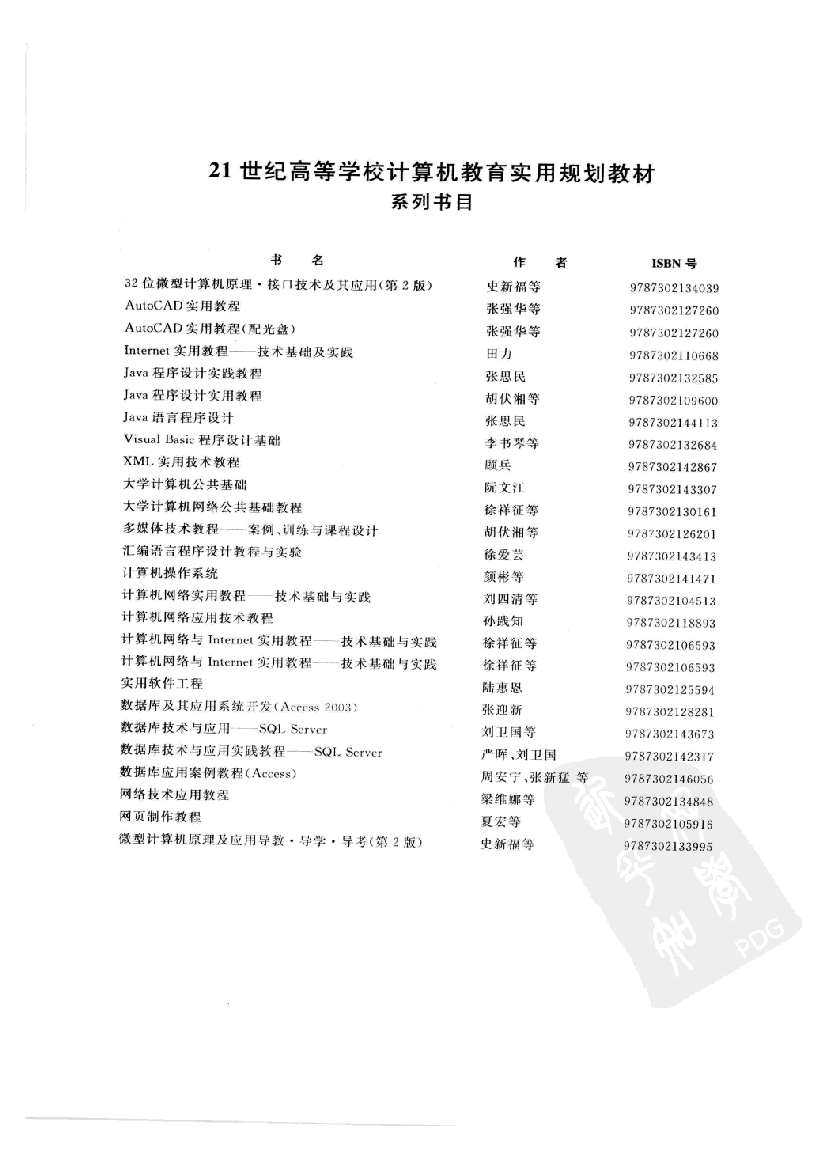 21 世纪高等学校计算机教育实用规划教材
系列书目
书 名 作 者 ISBN 号
32 位微型计算机原理·接口技术及其应用(第 2 版) 史新福等 9787302134039
AutoCAD 实用教程 张强华等 9787302127260
AutoCAD 实用教程(配光盘) 张强华等 9787302127260
Internet 实用教程——技术基础及实践 田力 9787302110668
Java 程序设计实践教程 张思民 9787302132585
Java 程序设计实用教程 胡伏湘等 9787302109600
Java 语言程序设计 张思民 9787302144113
Visual Basic 程序设计基础 李书琴等 9787302132684
XML 实用技术教程 顾兵 9787302142867
大学计算机公共基础 阮文江 9787302143307
大学计算机网络公共基础教程 徐祥征等 9787302130161
多媒体技术教程——案例、训练与课程设计 胡伏湘等 9787302126201
汇编语言程序设计教程与实验 徐爱芸 9787302143413
计算机操作系统 颜彬等 9787302141471
计算机网络实用教程——技术基础与实践 刘四清等 9787302104513
计算机网络应用技术教程 孙践知 9787302118893
计算机网络与 Internet 实用教程——技术基础与实践 徐祥征等 9787302106593
计算机网络与 Internet 实用教程——技术基础与实践 徐祥征等 9787302106593
实用软件工程 陆惠恩 9787302125594
数据库及其应用系统开发(Access 2003) 张迎新 9787302128281
数据库技术与应用——SQL Server 刘卫国等 9787302143673
数据库技术与应用实践教程——SQL Server 严晖、刘卫国 9787302142317
数据库应用案例教程(Access) 周安宁、张新猛 等 9787302146056
网络技术应用教程 梁维娜等 9787302134848
网页制作教程 夏宏等 9787302105916
微型计算机原理及应用导教·导学·导考(第 2 版) 史新福等 9787302133995
PDG